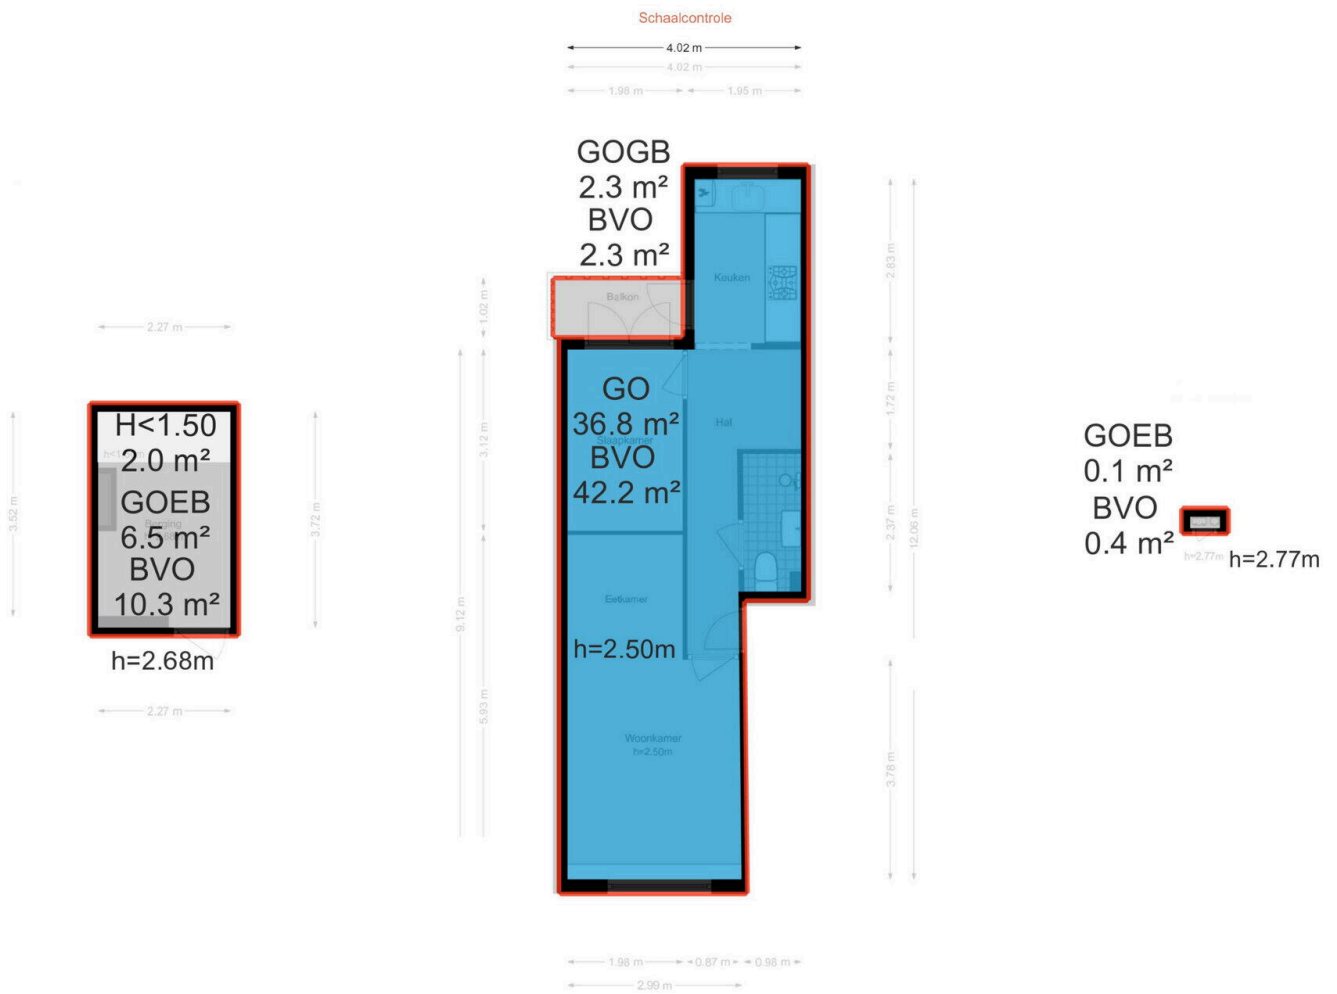 Schaalcontrole
4.02 m
4.02 m
1.98 m
1.95 m
GOGB
2.3 m²
BVO
2.3 m²
Keuken
2.83 m
Balkon
1.02 m
2.27 m
GO
36.8 m²
Slaapkamer
BVO
42.2 m²
Hal
1.72 m
3.12 m
H<1.50
2.0 m²
GOEB
6.5 m²
Berging
BVO
10.3 m²
h=2.68m
3.52 m
3.72 m
2.27 m
GOEB
0.1 m²
BVO
0.4 m²
h=2.77m
h=2.77m
2.37 m
12.06 m
Eetkamer
h=2.50m
9.12 m
5.93 m
Woonkamer
h=2.50m
3.78 m
1.98 m
0.87 m
0.98 m
2.99 m